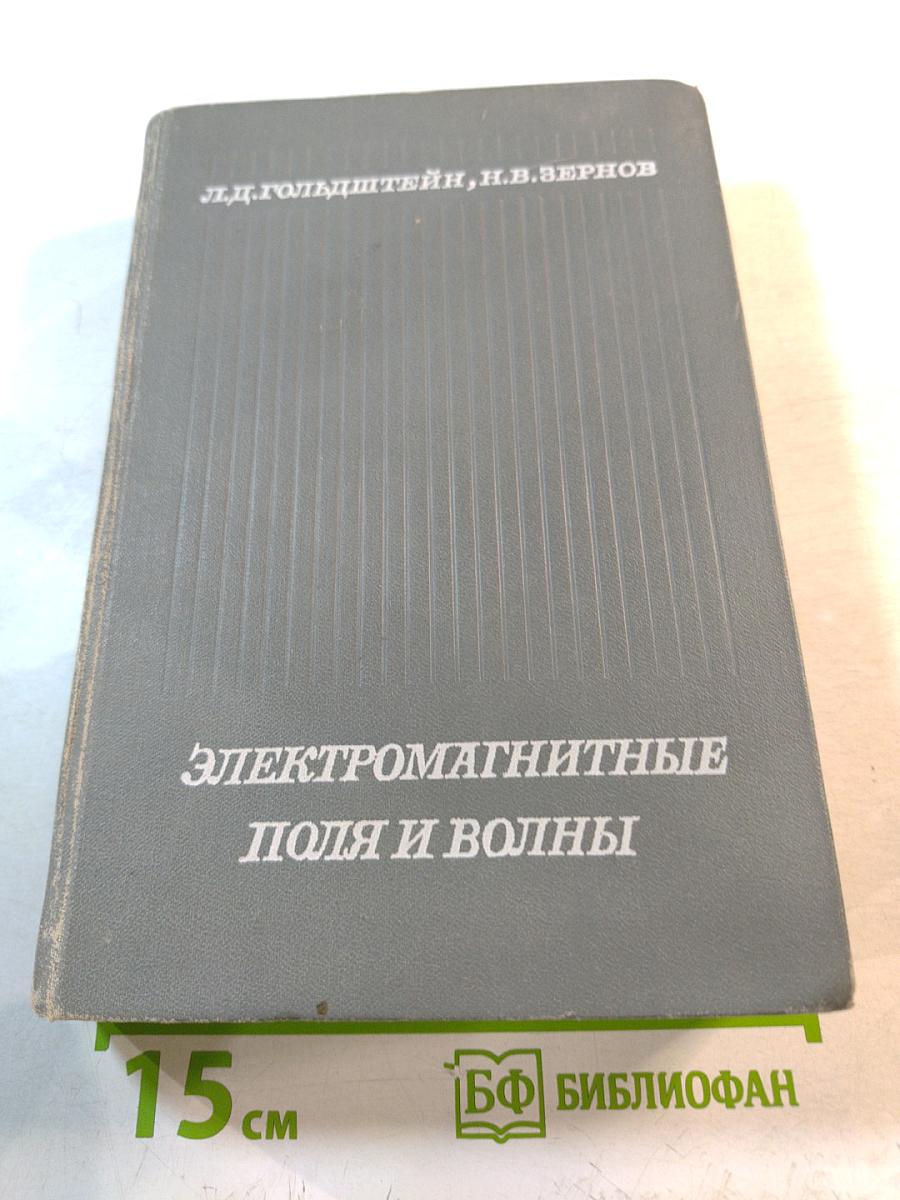 Л.Д.ГОЛЬДШТЕЙН, Н.В.ЗЕРНОВ
ЭЛЕКТРОМАГНИТНЫЕ
ПОЛЯ И ВОЛНЫ
15 см
БФ БИБЛИОФАН